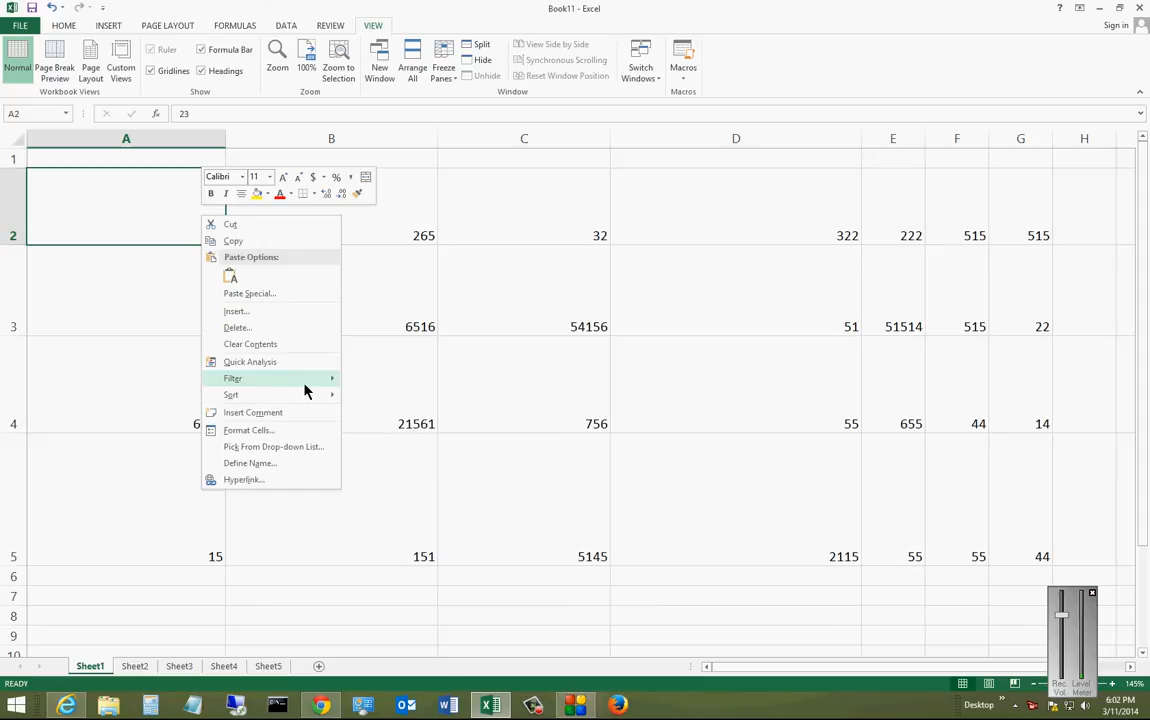 Book11 - Excel
Sign in
FILE HOME INSERT PAGE LAYOUT FORMULAS DATA REVIEW VIEW
Normal
Page Break
Preview
Page
Layout
Custom
Views
Workbook Views
Ruler
Formula Bar
Gridlines
Headings
Show
Zoom
100%
Zoom to
Selection
Zoom
New
Window
Arrange
All
Freeze
Panes
Split
Hide
Unhide
View Side by Side
Synchronous Scrolling
Reset Window Position
Window
Switch
Windows
Macros
Macros
A2 fx 23
A B C D E F G H
1
Calibri 11 A A $ % ,
B I A
2 265 32 322 222 515 515
Cut
Copy
Paste Options:
A
Paste Special...
Insert...
Delete...
Clear Contents
Quick Analysis
Filter
Sort
Insert Comment
Format Cells...
Pick From Drop-down List...
Define Name...
Hyperlink...
3 6516 54156 51 51514 515 22
4 6 21561 756 55 655 44 14
5 15 151 5145 2115 55 55 44
6
7
8
9
10
Sheet1 Sheet2 Sheet3 Sheet4 Sheet5
Rec. Level
Vol. Meter
READY 145%
Desktop
6:02 PM
3/11/2014